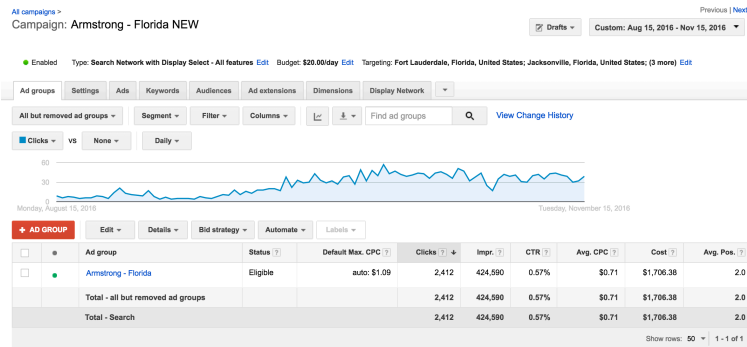 All campaigns >
Previous | Next
Campaign: Armstrong - Florida NEW
Drafts
Custom: Aug 15, 2016 - Nov 15, 2016
Enabled Type: Search Network with Display Select - All features Edit Budget: $20.00/day Edit Targeting: Fort Lauderdale, Florida, United States; Jacksonville, Florida, United States; (3 more) Edit
Ad groups Settings Ads Keywords Audiences Ad extensions Dimensions Display Network
All but removed ad groups Segment Filter Columns Find ad groups View Change History
Clicks vs None Daily
60
30
0
Monday, August 15, 2016 Tuesday, November 15, 2016
+ AD GROUP Edit Details Bid strategy Automate Labels
Ad group Status ? Default Max. CPC ? Clicks ? Impr. ? CTR ? Avg. CPC ? Cost ? Avg. Pos. ?
Armstrong - Florida Eligible auto: $1.09 2,412 424,590 0.57% $0.71 $1,706.38 2.0
Total - all but removed ad groups 2,412 424,590 0.57% $0.71 $1,706.38 2.0
Total - Search 2,412 424,590 0.57% $0.71 $1,706.38 2.0
Show rows: 50 1 - 1 of 1